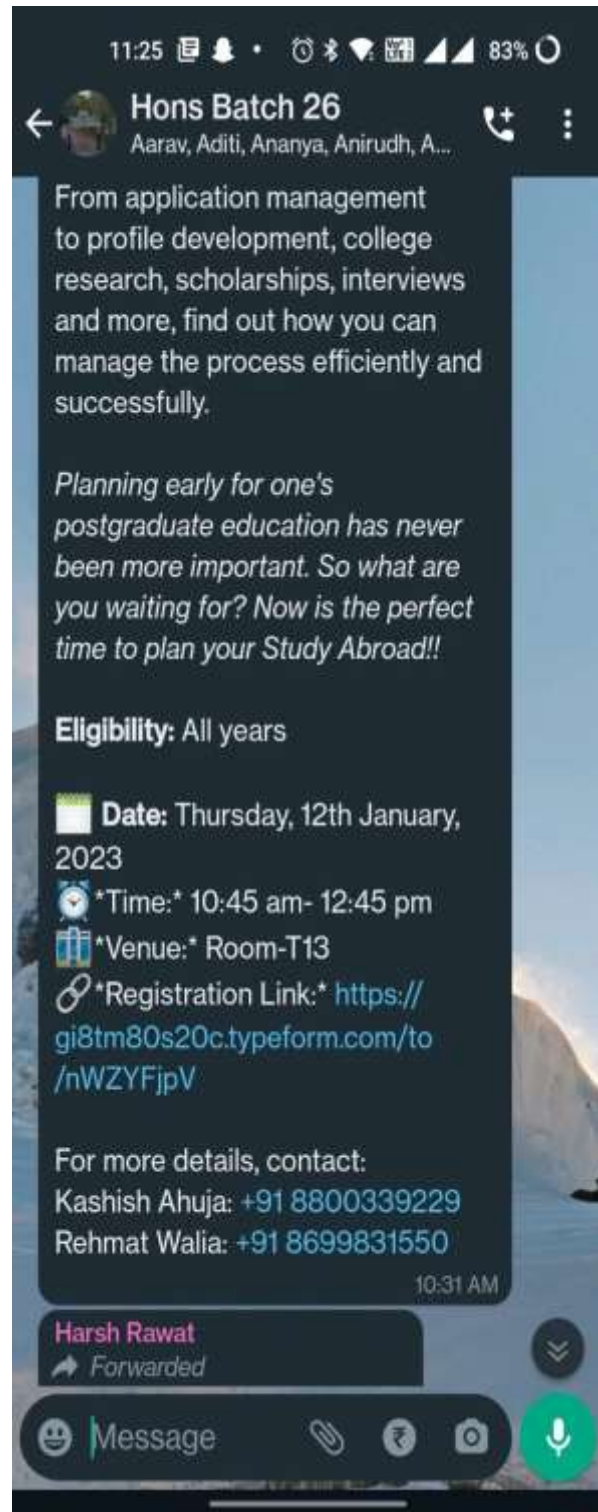 11:25 83%
Hons Batch 26
Aarav, Aditi, Ananya, Anirudh, A...
From application management
to profile development, college
research, scholarships, interviews
and more, find out how you can
manage the process efficiently and
successfully.
Planning early for one's
postgraduate education has never
been more important. So what are
you waiting for? Now is the perfect
time to plan your Study Abroad!!
Eligibility: All years
Date: Thursday, 12th January,
2023
*Time:* 10:45 am- 12:45 pm
*Venue:* Room-T13
*Registration Link:* https://
gi8tm80s20c.typeform.com/to
/nWZYFjpV
For more details, contact:
Kashish Ahuja: +91 8800339229
Rehmat Walia: +91 8699831550
10:31 AM
Harsh Rawat
Forwarded
Message